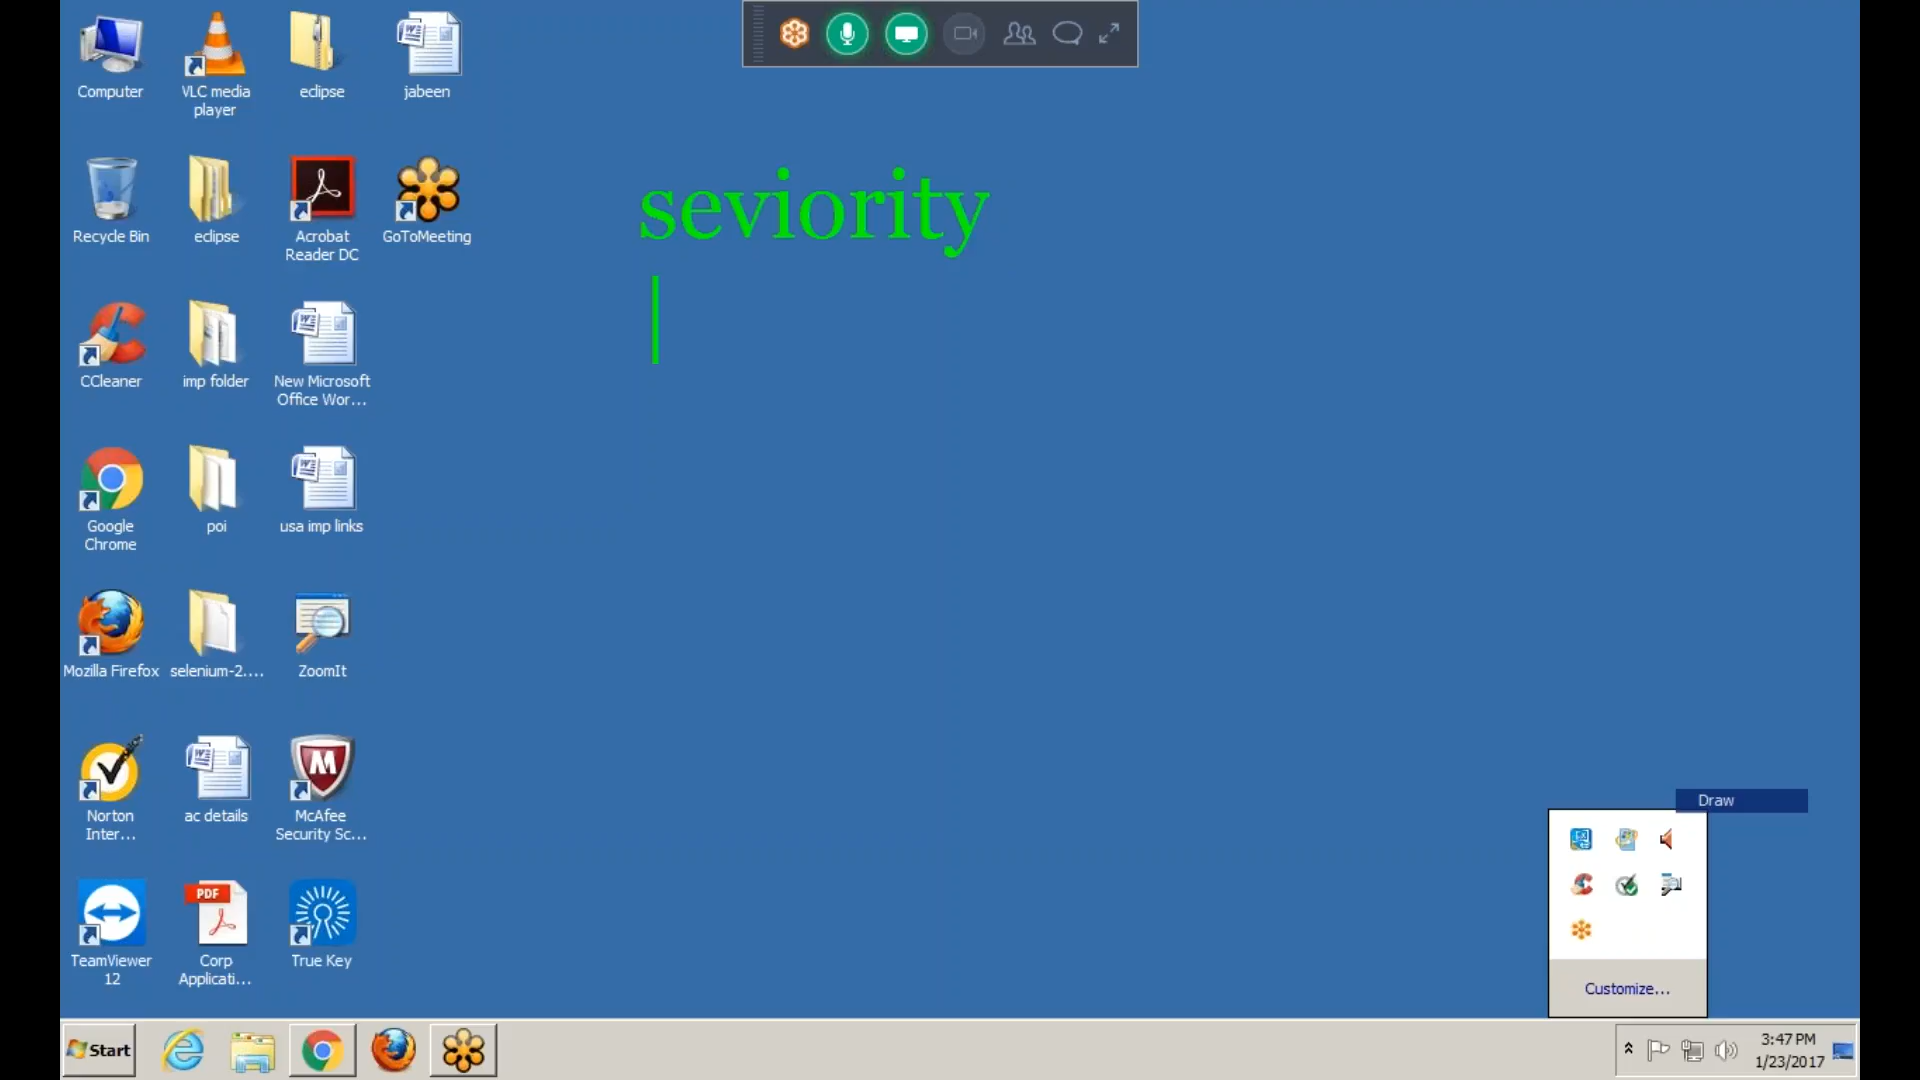 Computer
VLC media
player
eclipse
jabeen
seviority
Recycle Bin
eclipse
Acrobat
Reader DC
GoToMeeting
CCleaner
imp folder
New Microsoft
Office Wor...
Google
Chrome
poi
usa imp links
Mozilla Firefox
selenium-2....
ZoomIt
Norton
Inter...
ac details
McAfee
Security Sc...
Draw
TeamViewer
12
PDF
Corp
Applicati...
True Key
Customize...
Start
3:47 PM
1/23/2017